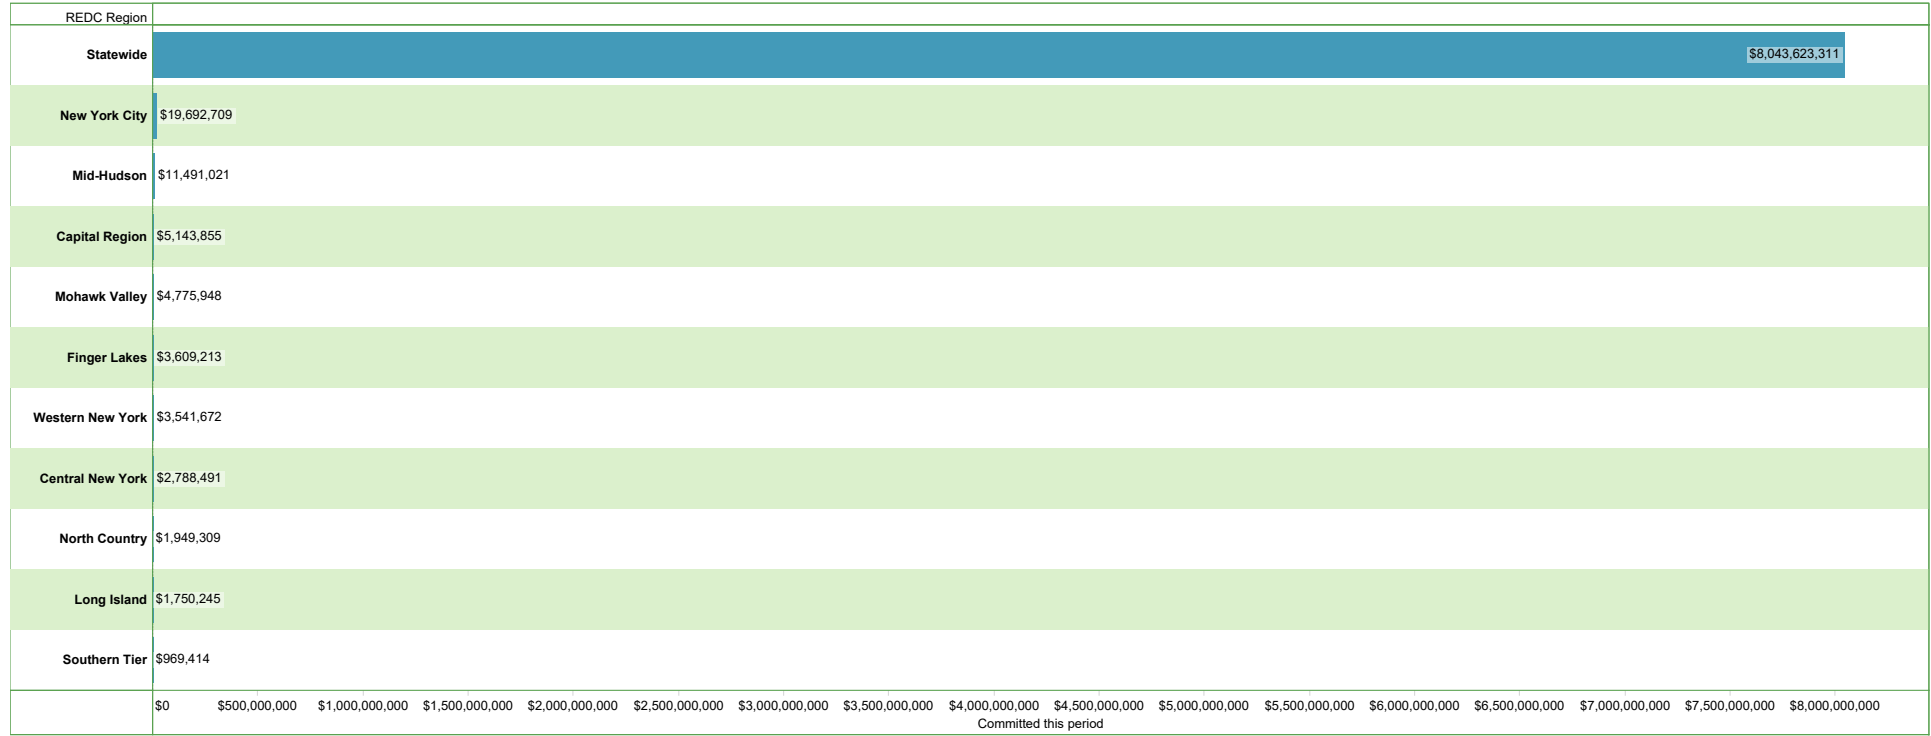 REDC Region
Statewide $8,043,623,311
New York City $19,692,709
Mid-Hudson $11,491,021
Capital Region $5,143,855
Mohawk Valley $4,775,948
Finger Lakes $3,609,213
Western New York $3,541,672
Central New York $2,788,491
North Country $1,949,309
Long Island $1,750,245
Southern Tier $969,414
$0 $500,000,000 $1,000,000,000 $1,500,000,000 $2,000,000,000 $2,500,000,000 $3,000,000,000 $3,500,000,000 $4,000,000,000 $4,500,000,000 $5,000,000,000 $5,500,000,000 $6,000,000,000 $6,500,000,000 $7,000,000,000 $7,500,000,000 $8,000,000,000
Committed this period